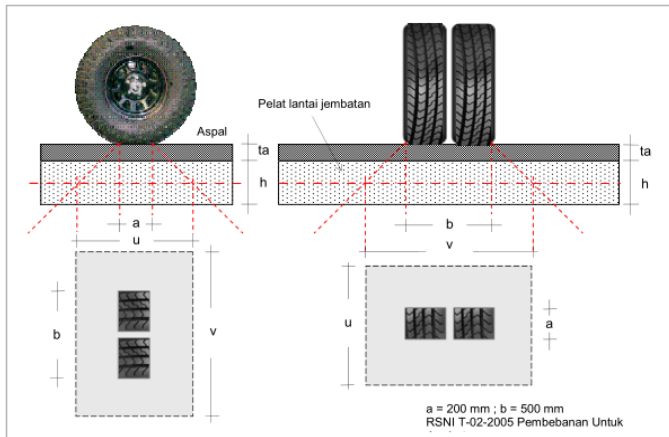 Aspal
ta
h
a
u
b
v
Pelat lantai jembatan
ta
h
b
v
u
a
a = 200 mm ; b = 500 mm
RSNI T-02-2005 Pembebanan Untuk